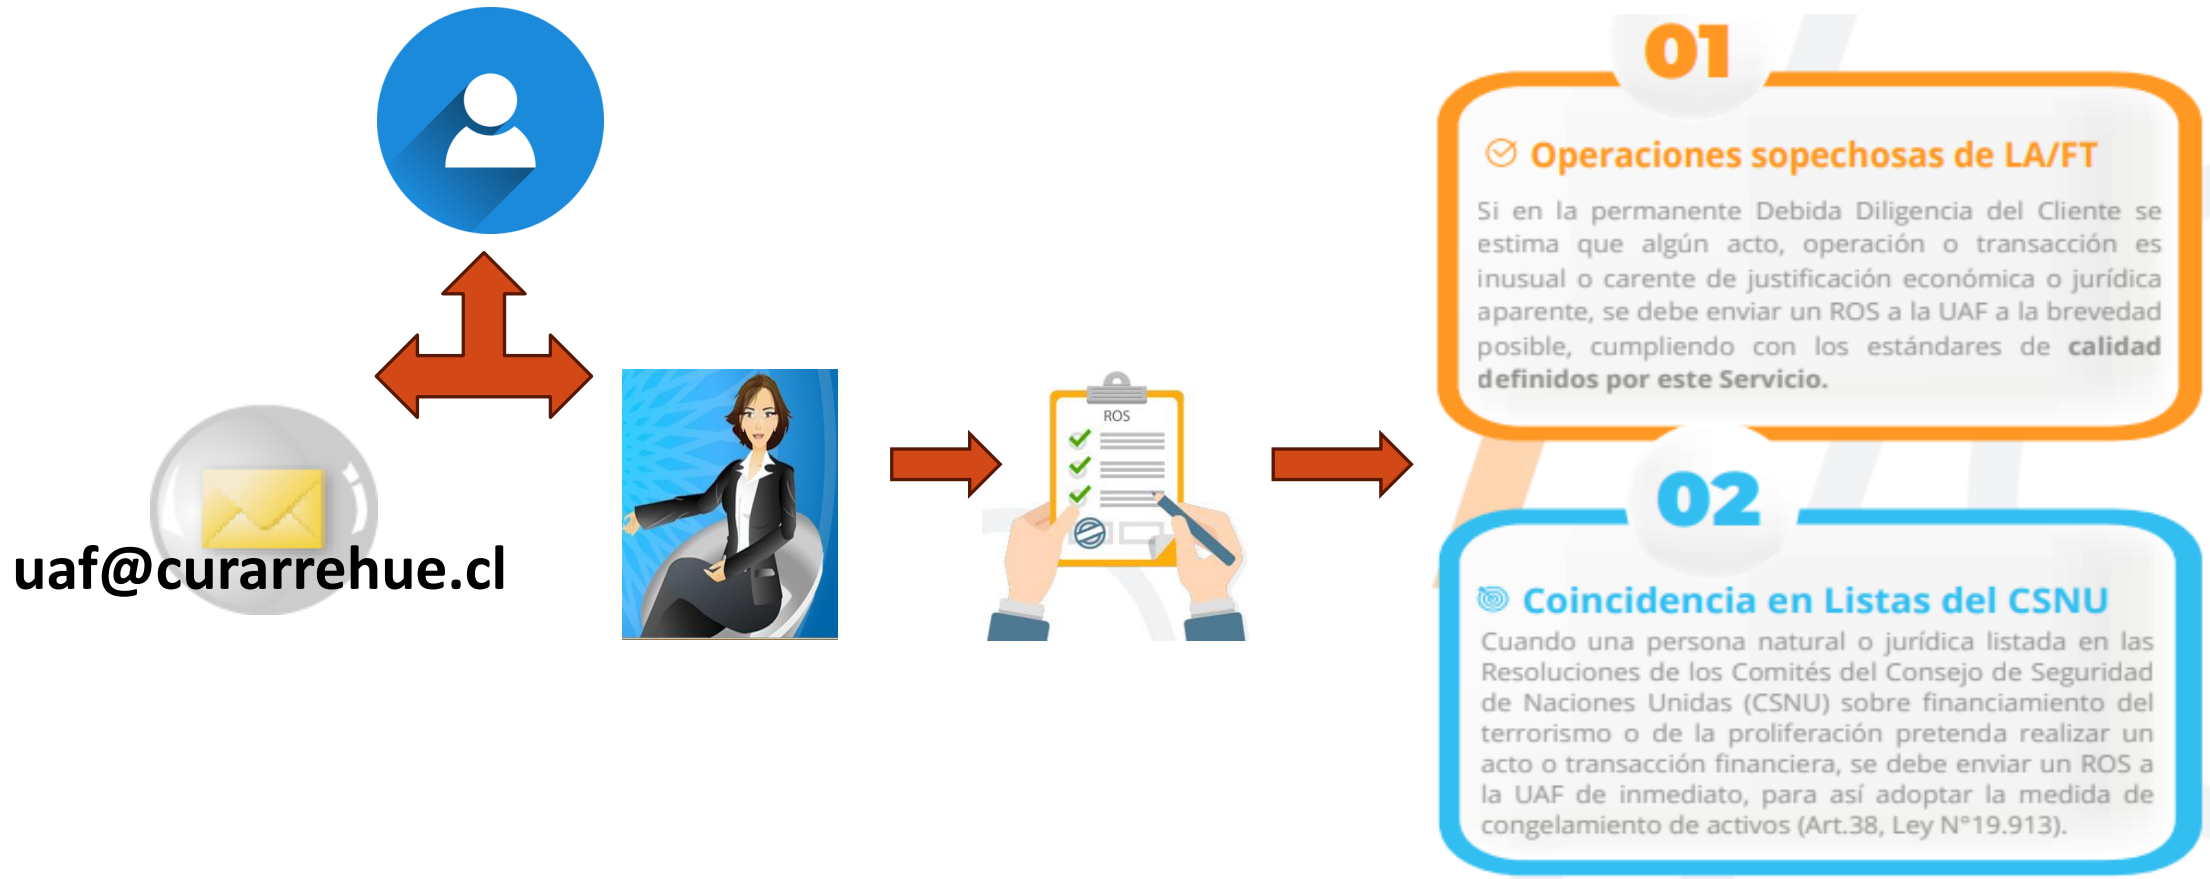 uaf@curarrehue.cl
ROS
01
Operaciones sopechosas de LA/FT
Si en la permanente Debida Diligencia del Cliente se
estima que algún acto, operación o transacción es
inusual o carente de justificación económica o jurídica
aparente, se debe enviar un ROS a la UAF a la brevedad
posible, cumpliendo con los estándares de calidad
definidos por este Servicio.
02
Coincidencia en Listas del CSNU
Cuando una persona natural o jurídica listada en las
Resoluciones de los Comités del Consejo de Seguridad
de Naciones Unidas (CSNU) sobre financiamiento del
terrorismo o de la proliferación pretenda realizar un
acto o transacción financiera, se debe enviar un ROS a
la UAF de inmediato, para así adoptar la medida de
congelamiento de activos (Art.38, Ley N°19.913).